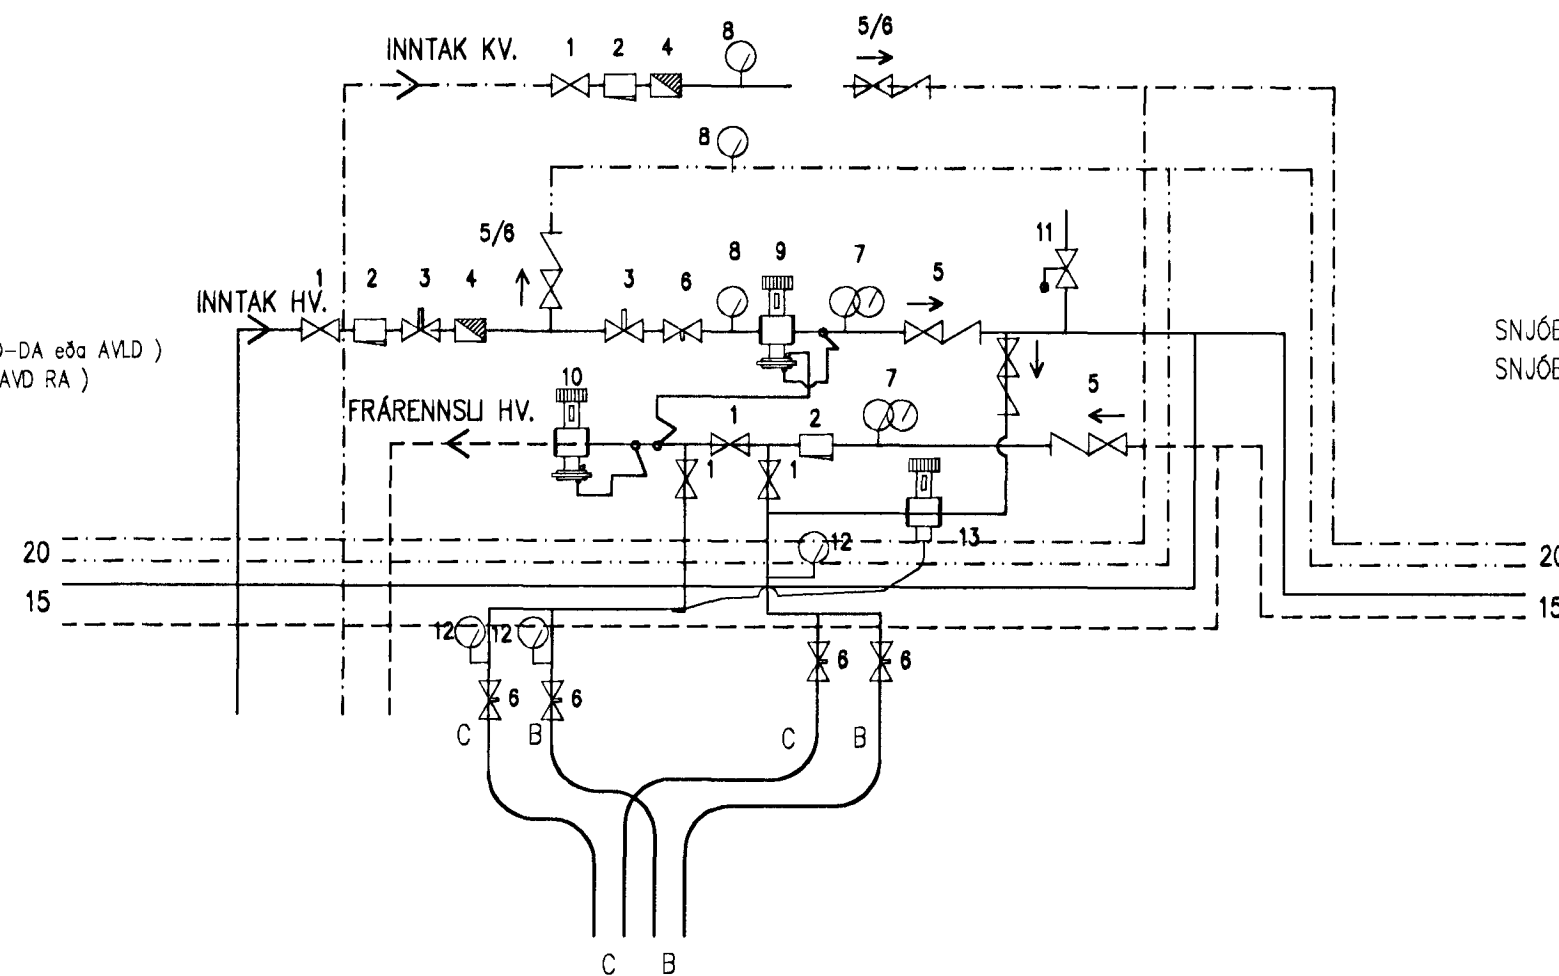 INNTAK KV. 1 2 4 8 5/6
8
5/6
11
INNTAK HV. 1 2 3 4 3 6 8 9 7 5
D-DA eða AVLD )
AVD RA )
SNJÓB
SNJÓB
10
FRÁRENNSLI HV. 1 2 7 5
1 1
12 13
20 20
15 15
12 12
6 6 6 6
C B C B
C B